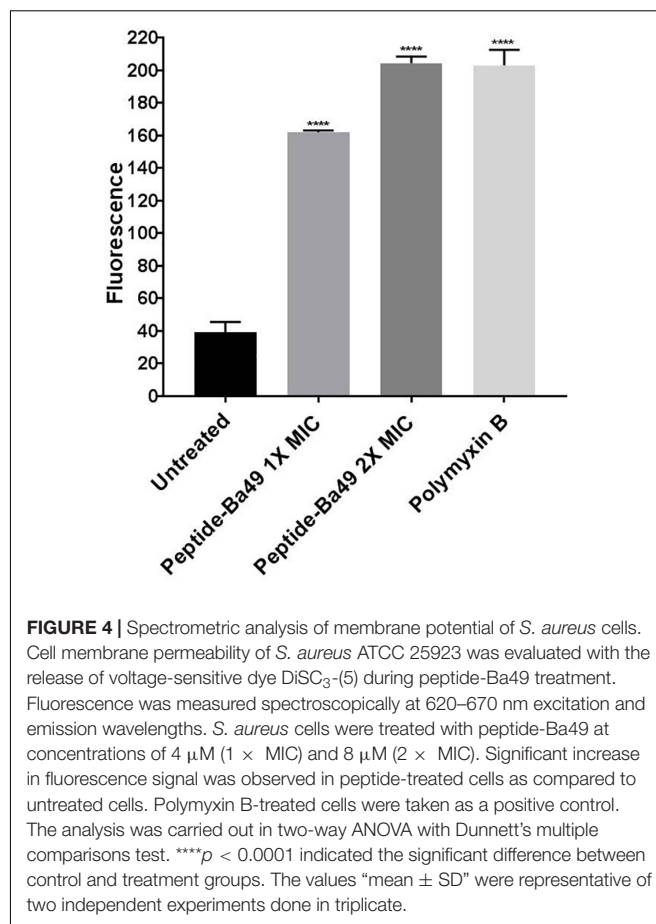 220
200
180
160
140
120
100
80
60
40
20
0
Fluorescence
****
****
****
Untreated
Peptide-Ba49 1X MIC
Peptide-Ba49 2X MIC
Polymyxin B
FIGURE 4 | Spectrometric analysis of membrane potential of S. aureus cells.
Cell membrane permeability of S. aureus ATCC 25923 was evaluated with the
release of voltage-sensitive dye DiSC₃-(5) during peptide-Ba49 treatment.
Fluorescence was measured spectroscopically at 620–670 nm excitation and
emission wavelengths. S. aureus cells were treated with peptide-Ba49 at
concentrations of 4 μM (1 × MIC) and 8 μM (2 × MIC). Significant increase
in fluorescence signal was observed in peptide-treated cells as compared to
untreated cells. Polymyxin B-treated cells were taken as a positive control.
The analysis was carried out in two-way ANOVA with Dunnett’s multiple
comparisons test. ****p < 0.0001 indicated the significant difference between
control and treatment groups. The values “mean ± SD” were representative of
two independent experiments done in triplicate.